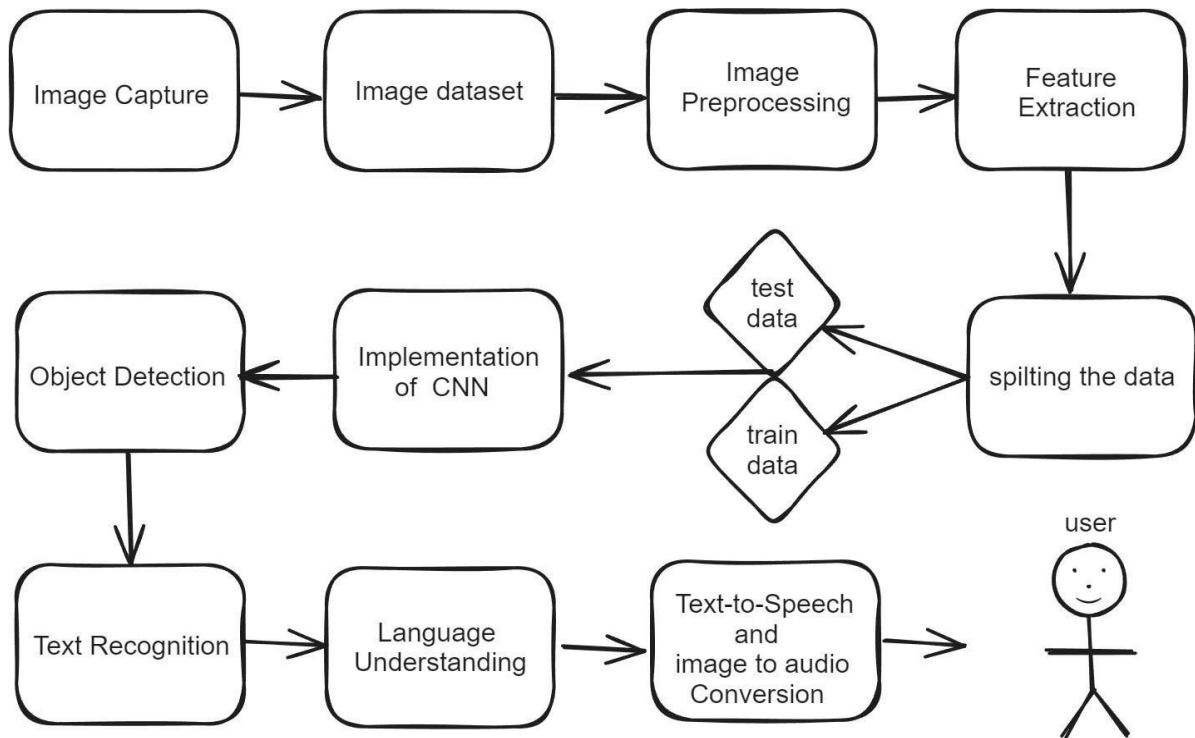 Image Capture
Image dataset
Image
Preprocessing
Feature
Extraction
test
data
spilting the data
Implementation
of CNN
Object Detection
train
data
user
Text Recognition
Language
Understanding
Text-to-Speech
and
image to audio
Conversion